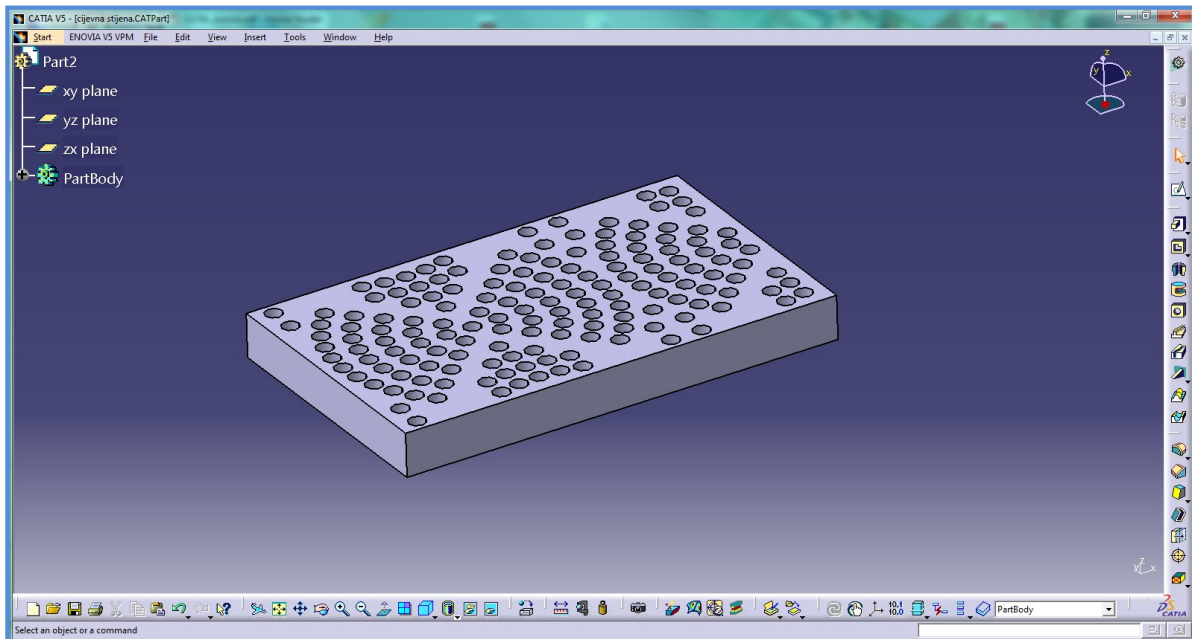 CATIA V5 - [cijevna stijena.CATPart]
Start ENOVIA V5 VPM File Edit View Insert Tools Window Help
Part2
xy plane
yz plane
zx plane
PartBody
z
y x
z
y x
PartBody
CATIA
Select an object or a command